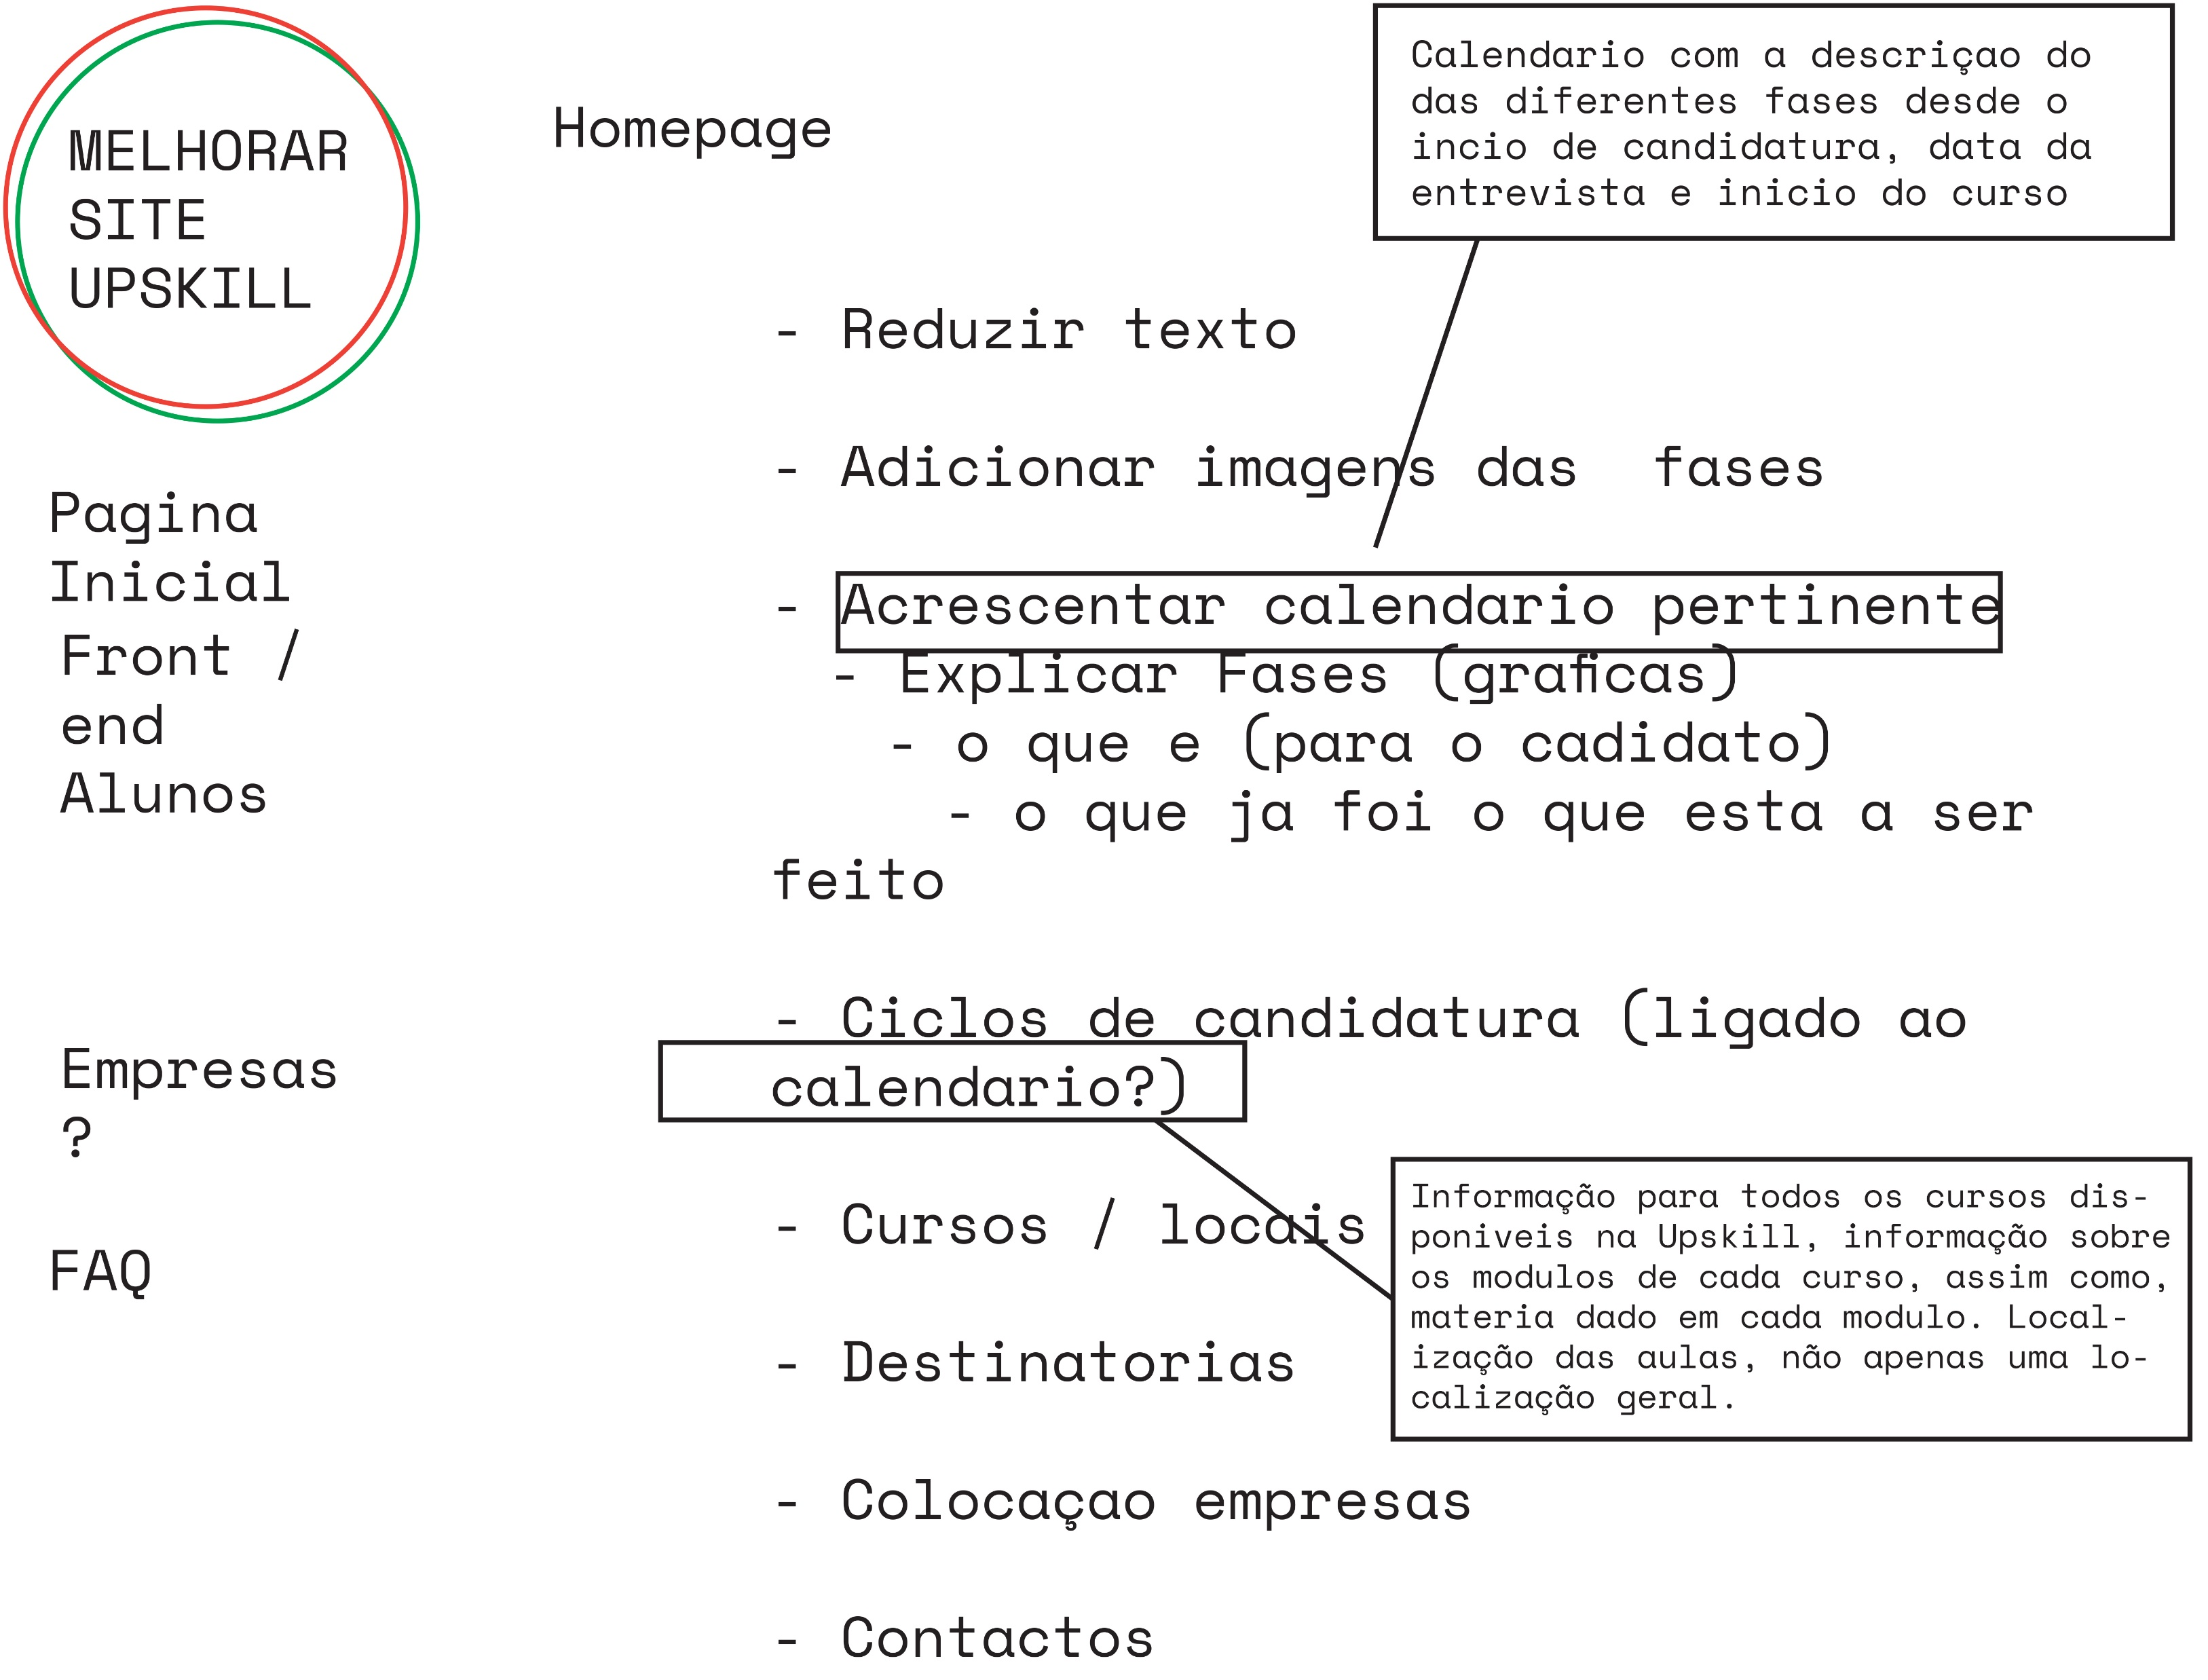 MELHORAR
SITE
UPSKILL
Pagina
Inicial
Front /
end
Alunos
Empresas
?
FAQ
Homepage
- Reduzir texto
- Adicionar imagens das  fases
- Acrescentar calendario pertinente
- Explicar Fases (graficas)
- o que e (para o cadidato)
- o que ja foi o que esta a ser
feito
- Ciclos de candidatura (ligado ao
calendario?)
- Cursos / locais
- Destinatorias
- Colocaçao empresas
- Contactos
Calendario com a descriçao do
das diferentes fases desde o
incio de candidatura, data da
entrevista e inicio do curso
Informação para todos os cursos dis-
poniveis na Upskill, informação sobre
os modulos de cada curso, assim como,
materia dado em cada modulo. Local-
ização das aulas, não apenas uma lo-
calização geral.